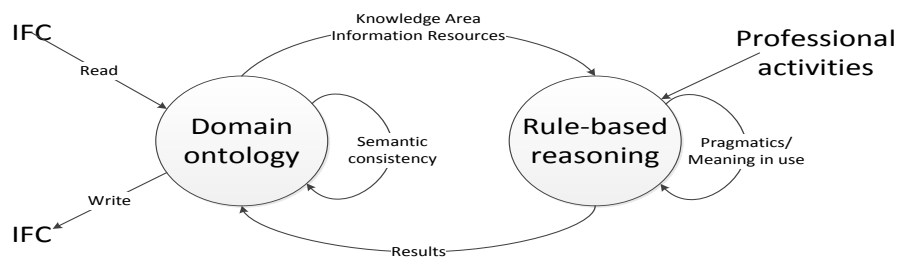 IFC
Read
Knowledge Area
Information Resources
Professional
activities
Domain
ontology
Semantic
consistency
Rule-based
reasoning
Pragmatics/
Meaning in use
Write
IFC
Results